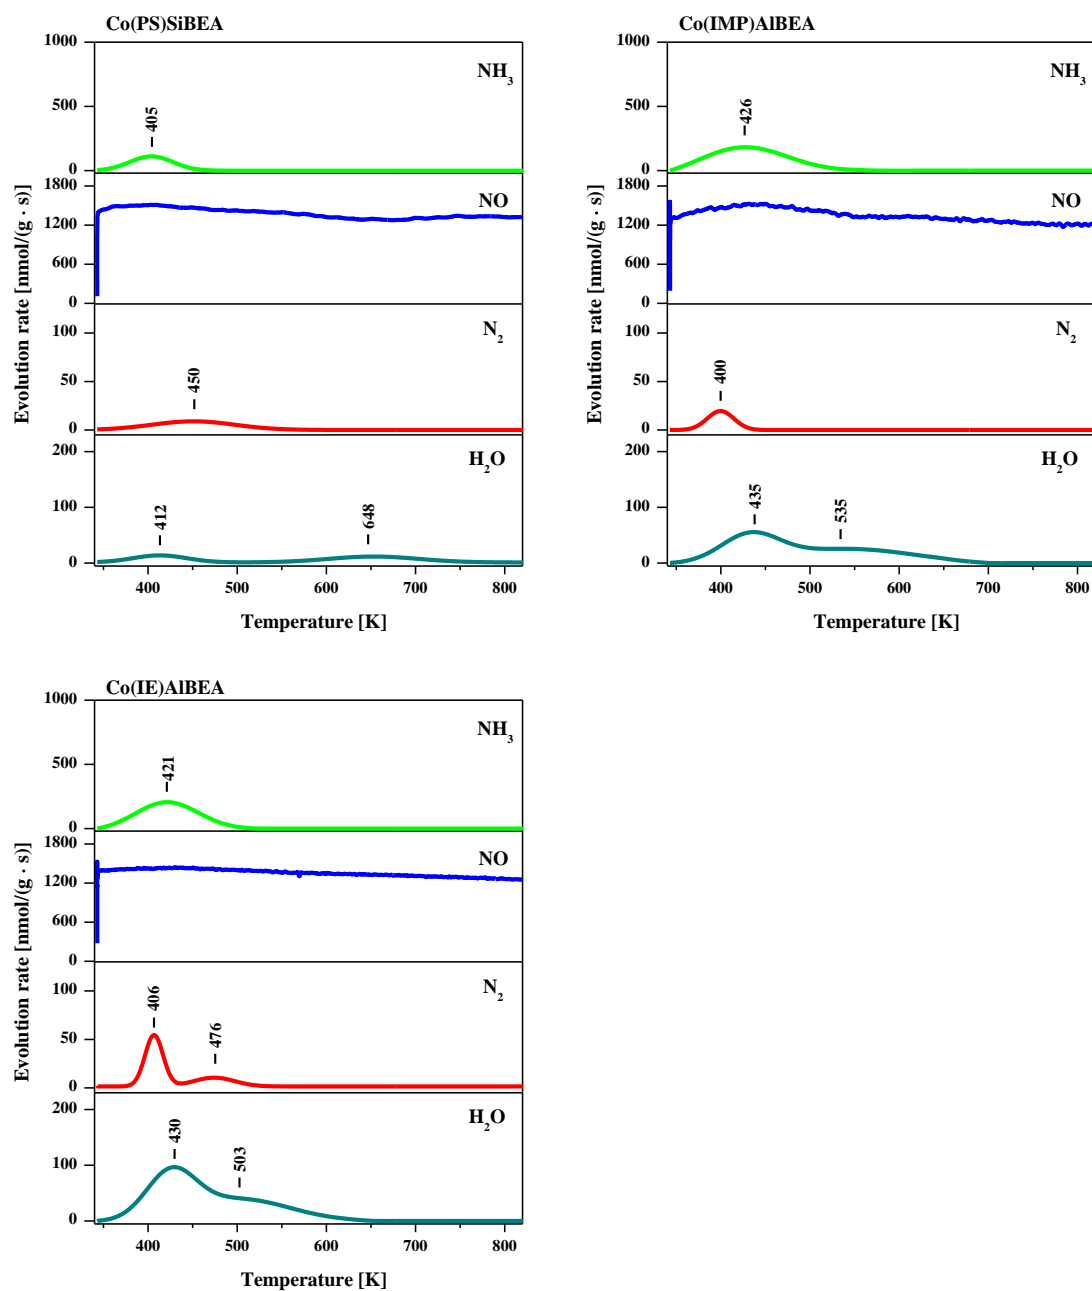 Co(PS)SiBEA
1000
500
0
NH3
405
1800
1200
600
0
NO
100
50
0
N2
450
200
100
0
H2O
412
648
400 500 600 700 800
Temperature [K]
Evolution rate [nmol/(g · s)]
Co(IMP)AlBEA
1000
500
0
NH3
426
1800
1200
600
0
NO
100
50
0
N2
400
200
100
0
H2O
435
535
400 500 600 700 800
Temperature [K]
Evolution rate [nmol/(g · s)]
Co(IE)AlBEA
1000
500
0
NH3
421
1800
1200
600
0
NO
100
50
0
N2
406
476
200
100
0
H2O
430
503
400 500 600 700 800
Temperature [K]
Evolution rate [nmol/(g · s)]